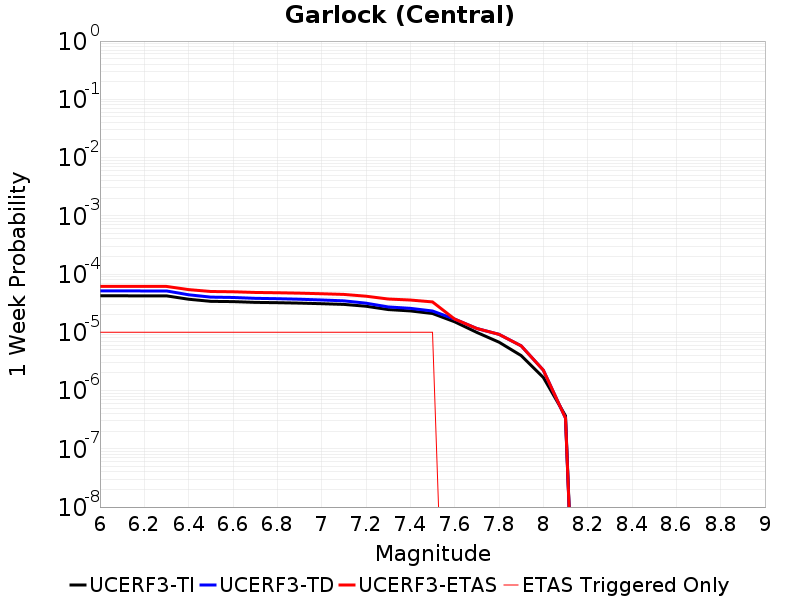 Garlock (Central)
1 Week Probability
10^0
10^-1
10^-2
10^-3
10^-4
10^-5
10^-6
10^-7
10^-8
6 6.2 6.4 6.6 6.8 7 7.2 7.4 7.6 7.8 8 8.2 8.4 8.6 8.8 9
Magnitude
UCERF3-TI UCERF3-TD UCERF3-ETAS ETAS Triggered Only